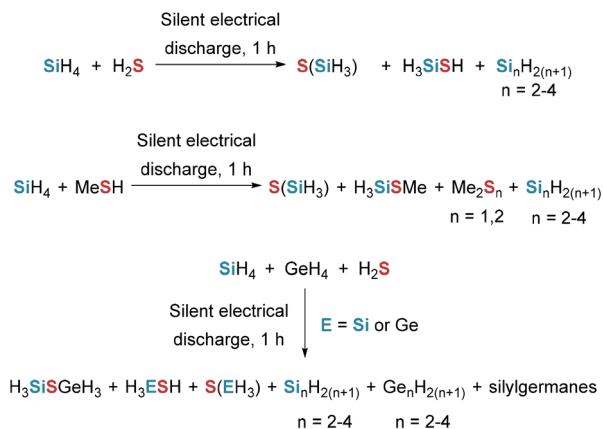 Silent electrical
discharge, 1 h
SiH₄ + H₂S S(SiH₃) + H₃SiSH + SiₙH₂₍ₙ₊₁₎
n = 2-4
Silent electrical
discharge, 1 h
SiH₄ + MeSH S(SiH₃) + H₃SiSMe + Me₂Sₙ + SiₙH₂₍ₙ₊₁₎
n = 1,2 n = 2-4
SiH₄ + GeH₄ + H₂S
Silent electrical
discharge, 1 h
E = Si or Ge
H₃SiSGeH₃ + H₃ESH + S(EH₃) + SiₙH₂₍ₙ₊₁₎ + GeₙH₂₍ₙ₊₁₎ + silylgermanes
n = 2-4 n = 2-4